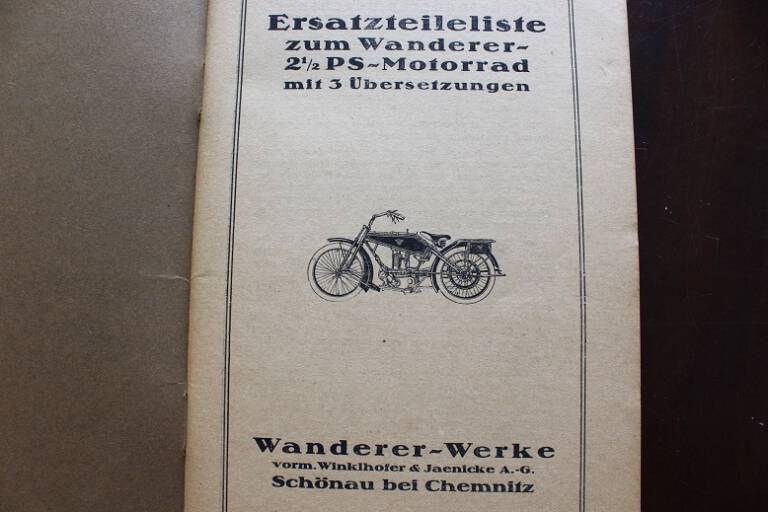 Ersatzteileliste
zum Wanderer-
2½ PS-Motorrad
mit 3 Übersetzungen
Wanderer-Werke
vorm. Winklhofer & Jaenicke A.-G.
Schönau bei Chemnitz